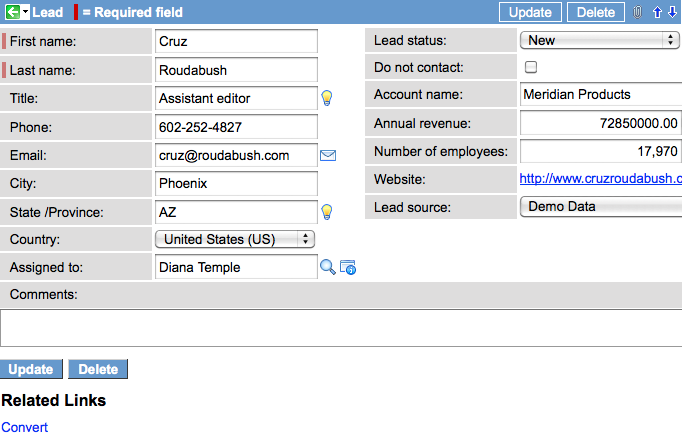 Lead = Required field Update Delete
First name: Cruz
Last name: Roudabush
Title: Assistant editor
Phone: 602-252-4827
Email: cruz@roudabush.com
City: Phoenix
State /Province: AZ
Country: United States (US)
Assigned to: Diana Temple
Lead status: New
Do not contact:
Account name: Meridian Products
Annual revenue: 72850000.00
Number of employees: 17,970
Website: http://www.cruzroudabush.c
Lead source: Demo Data
Comments:
Update Delete
Related Links
Convert